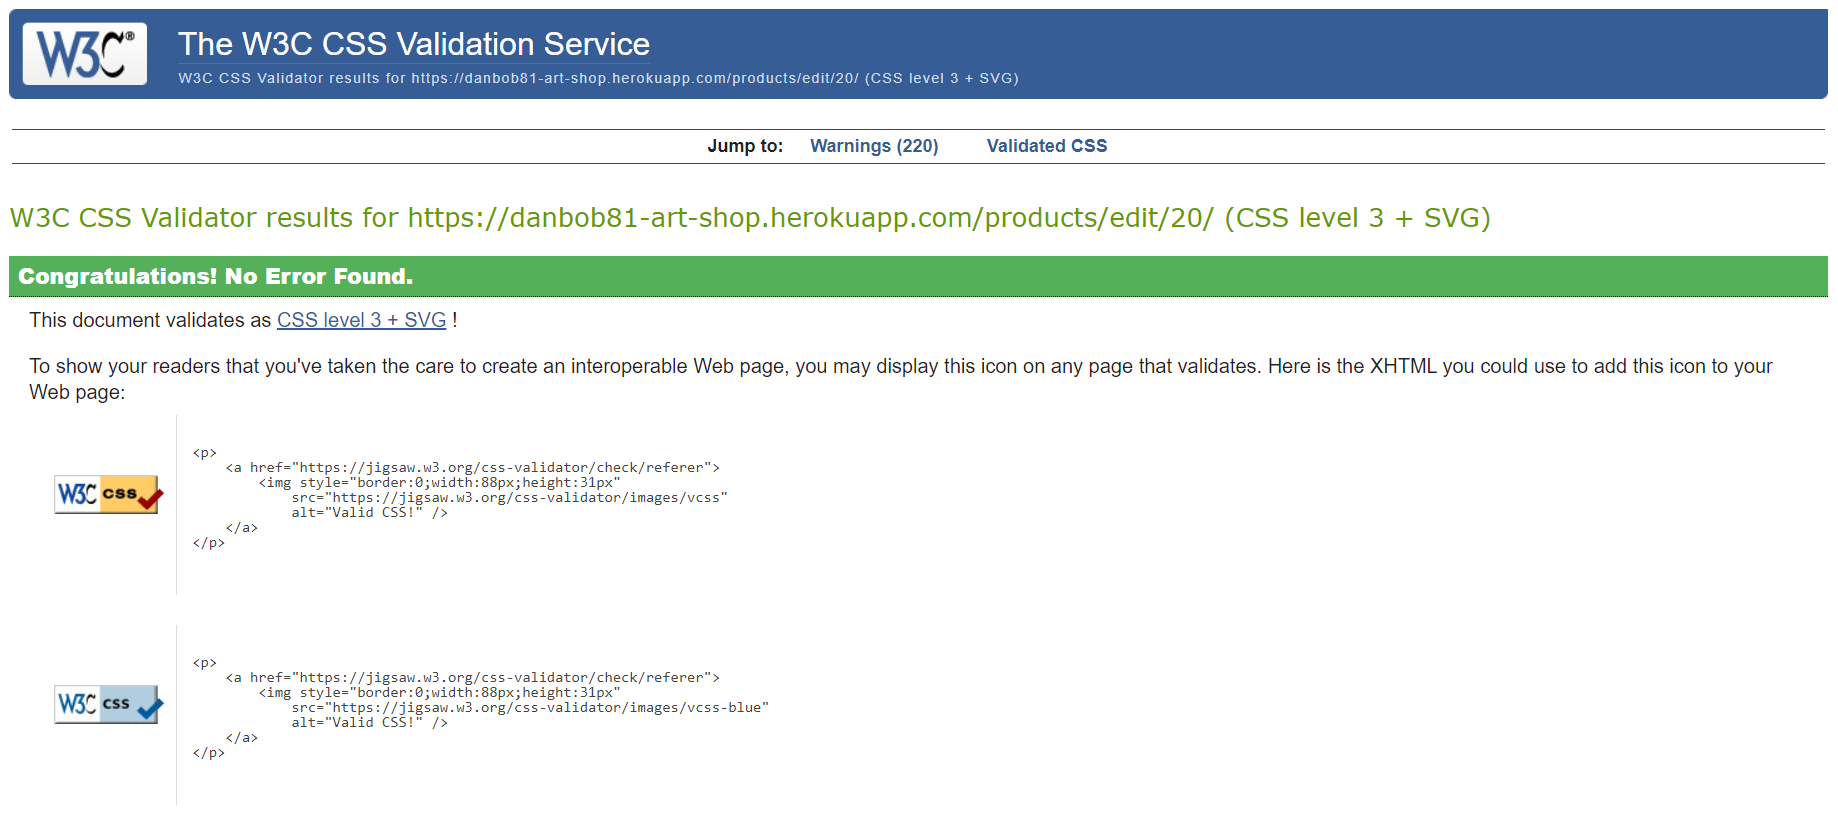 W3C®
The W3C CSS Validation Service
W3C CSS Validator results for https://danbob81-art-shop.herokuapp.com/products/edit/20/ (CSS level 3 + SVG)
Jump to: Warnings (220) Validated CSS
W3C CSS Validator results for https://danbob81-art-shop.herokuapp.com/products/edit/20/ (CSS level 3 + SVG)
Congratulations! No Error Found.
This document validates as CSS level 3 + SVG !
To show your readers that you've taken the care to create an interoperable Web page, you may display this icon on any page that validates. Here is the XHTML you could use to add this icon to your
Web page:
W3C css
<p>
    <a href="https://jigsaw.w3.org/css-validator/check/referer">
        <img style="border:0;width:88px;height:31px"
            src="https://jigsaw.w3.org/css-validator/images/vcss"
            alt="Valid CSS!" />
    </a>
</p>
W3C css
<p>
    <a href="https://jigsaw.w3.org/css-validator/check/referer">
        <img style="border:0;width:88px;height:31px"
            src="https://jigsaw.w3.org/css-validator/images/vcss-blue"
            alt="Valid CSS!" />
    </a>
</p>